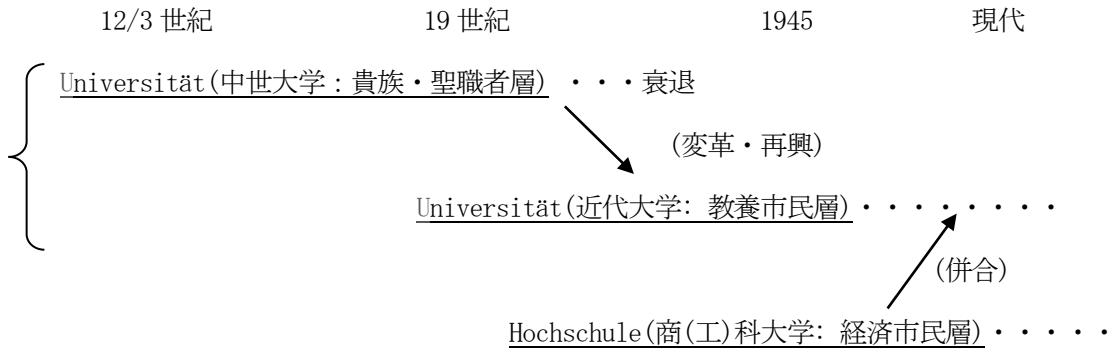 12/3 世紀 19 世紀 1945 現代
Universität(中世大学：貴族・聖職者層) ・・・衰退
(変革・再興)
Universität(近代大学: 教養市民層)・・・・・・・・
(併合)
Hochschule(商(工)科大学: 経済市民層)・・・・・